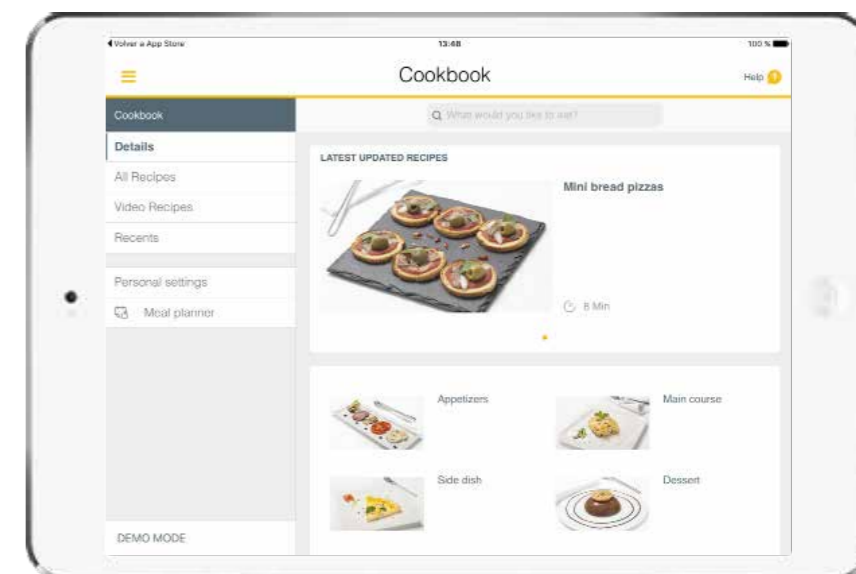 Volver a App Store
13:48
100 %
Cookbook
Help
Cookbook
What would you like to eat?
Details
All Recipes
Video Recipes
Recents
Personal settings
Meal planner
DEMO MODE
LATEST UPDATED RECIPES
Mini bread pizzas
8 Min
Appetizers
Main course
Side dish
Dessert